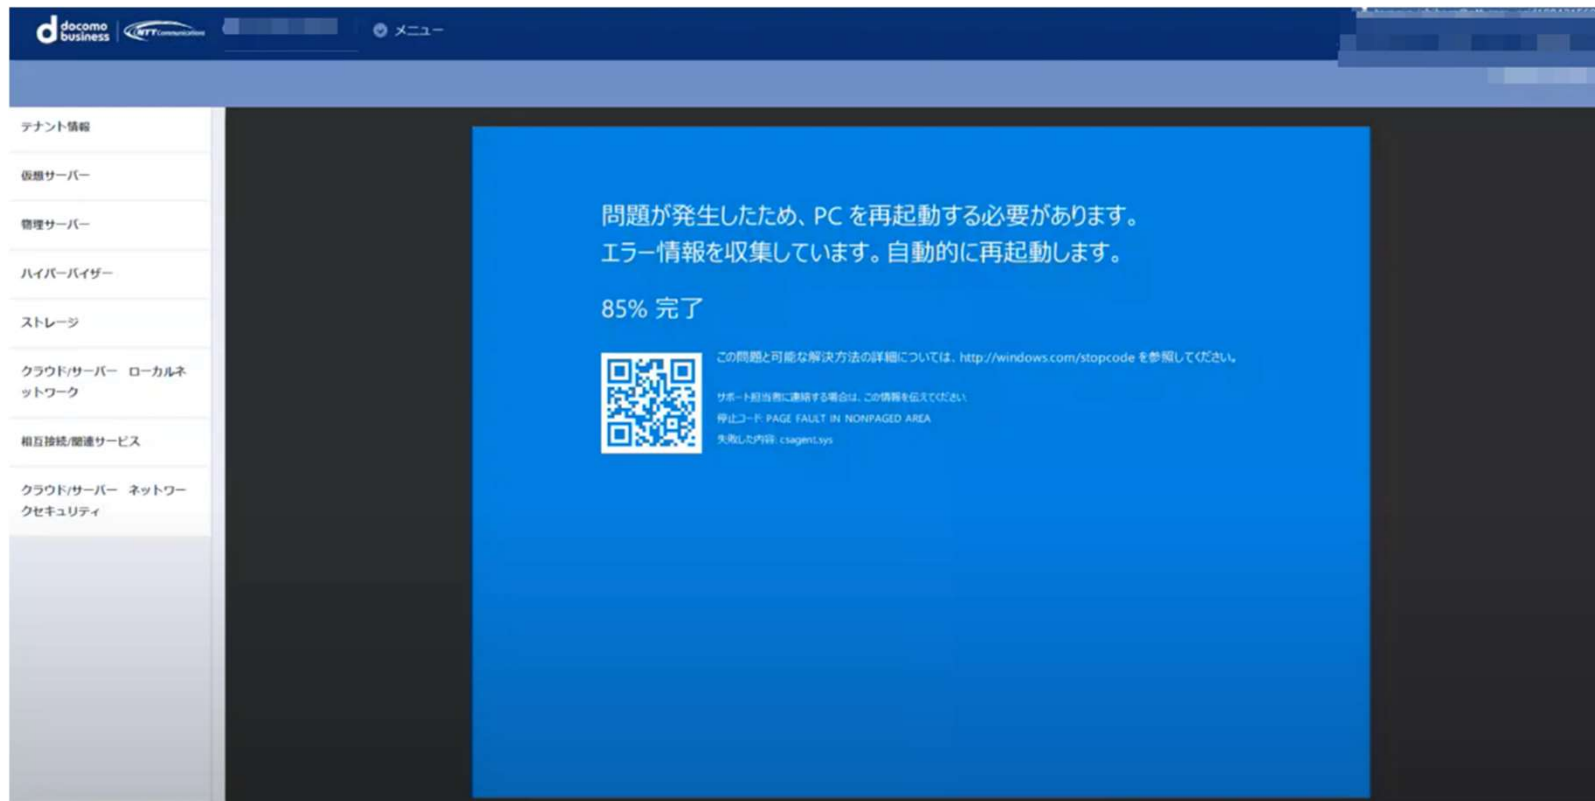 docomo
business
NTT Communications
メニュー
テナント情報
仮想サーバー
物理サーバー
ハイパーバイザー
ストレージ
クラウド/サーバー　ローカルネ
ットワーク
相互接続/関連サービス
クラウド/サーバー　ネットワー
クセキュリティ
問題が発生したため、PC を再起動する必要があります。
エラー情報を収集しています。自動的に再起動します。
85% 完了
この問題と可能な解決方法の詳細については、http://windows.com/stopcode を参照してください。
サポート担当者に連絡する場合は、この情報を伝えてください:
停止コード: PAGE FAULT IN NONPAGED AREA
失敗した内容: csagent.sys